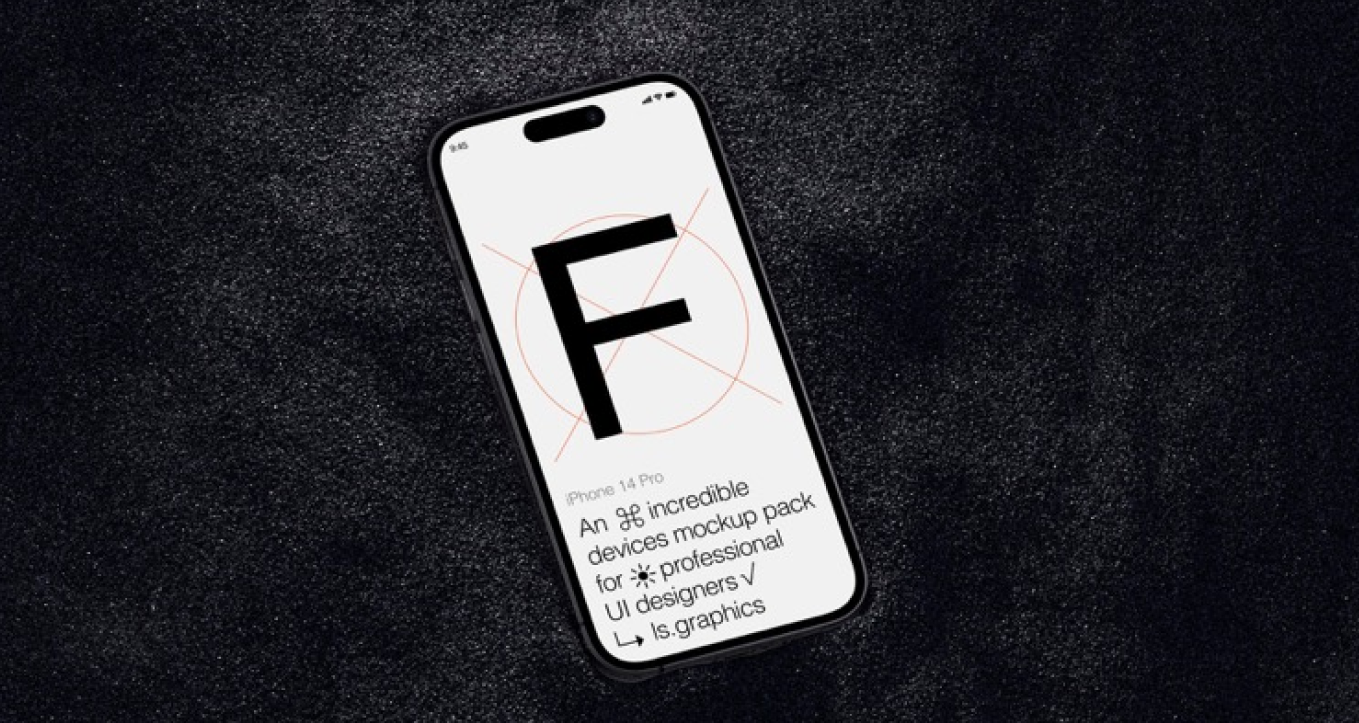 9:45
F
iPhone 14 Pro
An ⌘ incredible
devices mockup pack
for ☀ professional
UI designers √
↳ ls.graphics